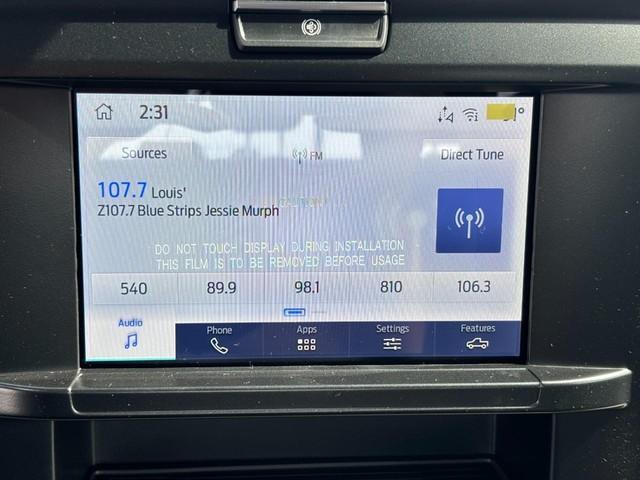 2:31
Sources
FM
Direct Tune
107.7 Louis'
Z107.7 Blue Strips Jessie Murph
CAUTION!
DO NOT TOUCH DISPLAY DURING INSTALLATION
THIS FILM IS TO BE REMOVED BEFORE USAGE
540 89.9 98.1 810 106.3
Audio Phone Apps Settings Features